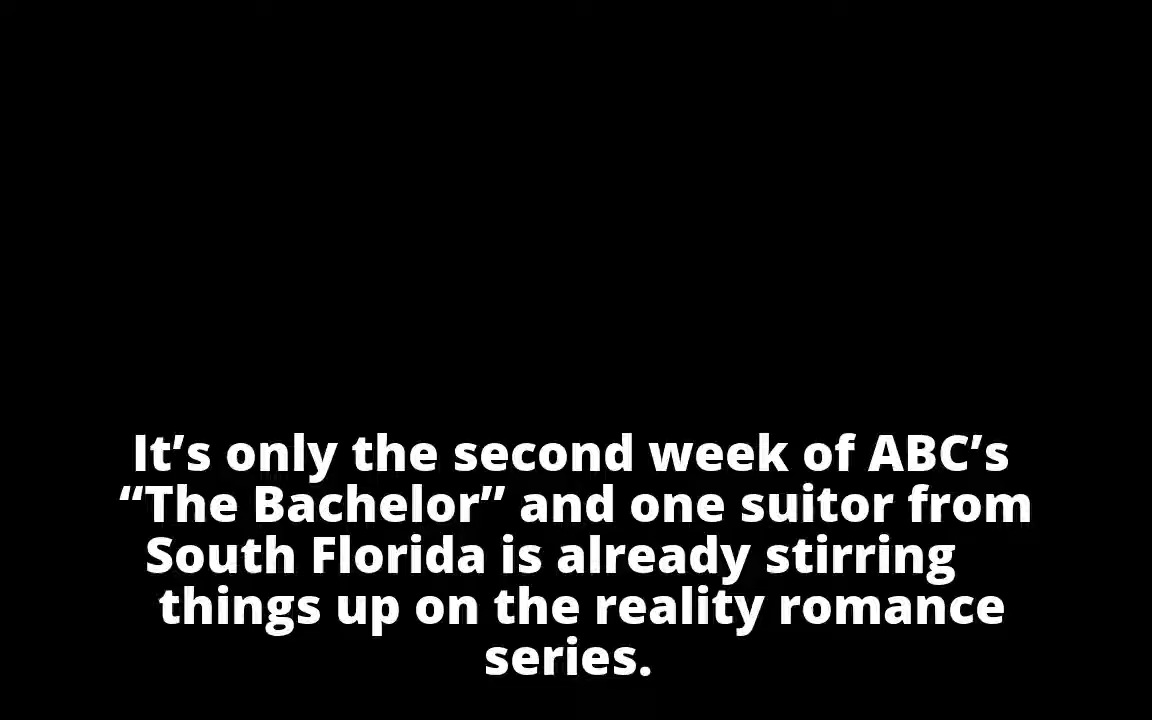 It’s only the second week of ABC’s
“The Bachelor” and one suitor from
South Florida is already stirring
things up on the reality romance
series.